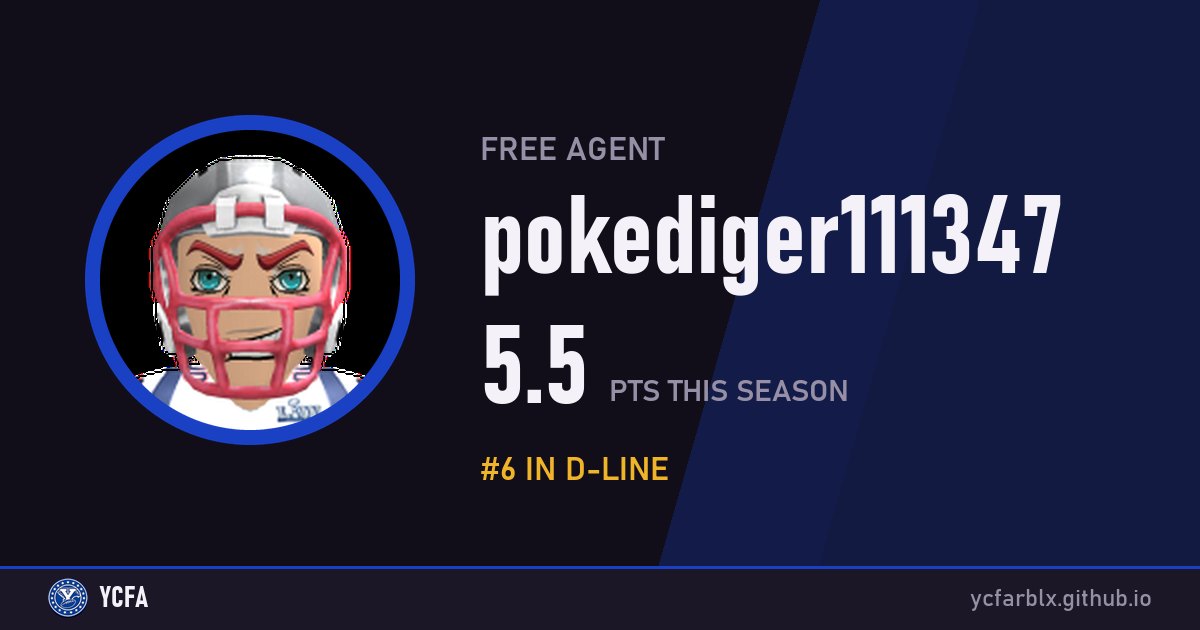 FREE AGENT
pokediger111347
5.5 PTS THIS SEASON
#6 IN D-LINE
YCFA
ycfarblx.github.io